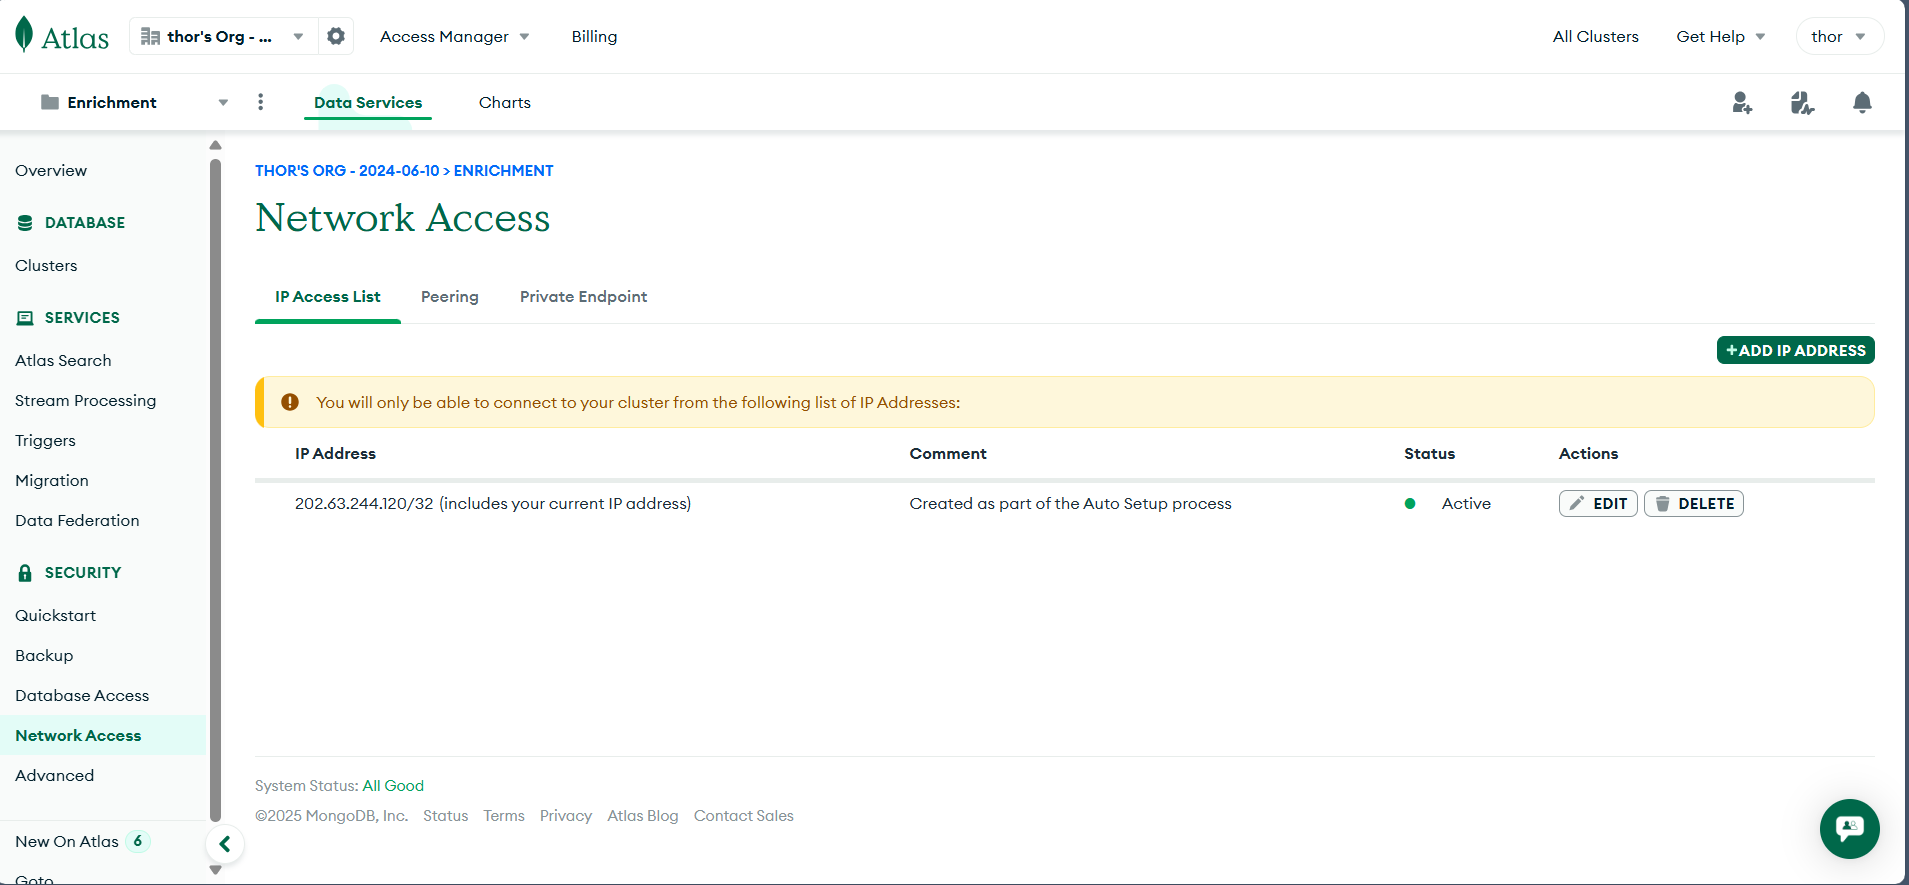 Atlas
thor's Org - ...
Access Manager
Billing
All Clusters
Get Help
thor
Enrichment
Data Services
Charts
Overview
DATABASE
Clusters
SERVICES
Atlas Search
Stream Processing
Triggers
Migration
Data Federation
SECURITY
Quickstart
Backup
Database Access
Network Access
Advanced
New On Atlas 6
Goto
THOR'S ORG - 2024-06-10 > ENRICHMENT
Network Access
IP Access List
Peering
Private Endpoint
+ADD IP ADDRESS
You will only be able to connect to your cluster from the following list of IP Addresses:
IP Address Comment Status Actions
202.63.244.120/32 (includes your current IP address) Created as part of the Auto Setup process Active EDIT DELETE
System Status: All Good
©2025 MongoDB, Inc. Status Terms Privacy Atlas Blog Contact Sales